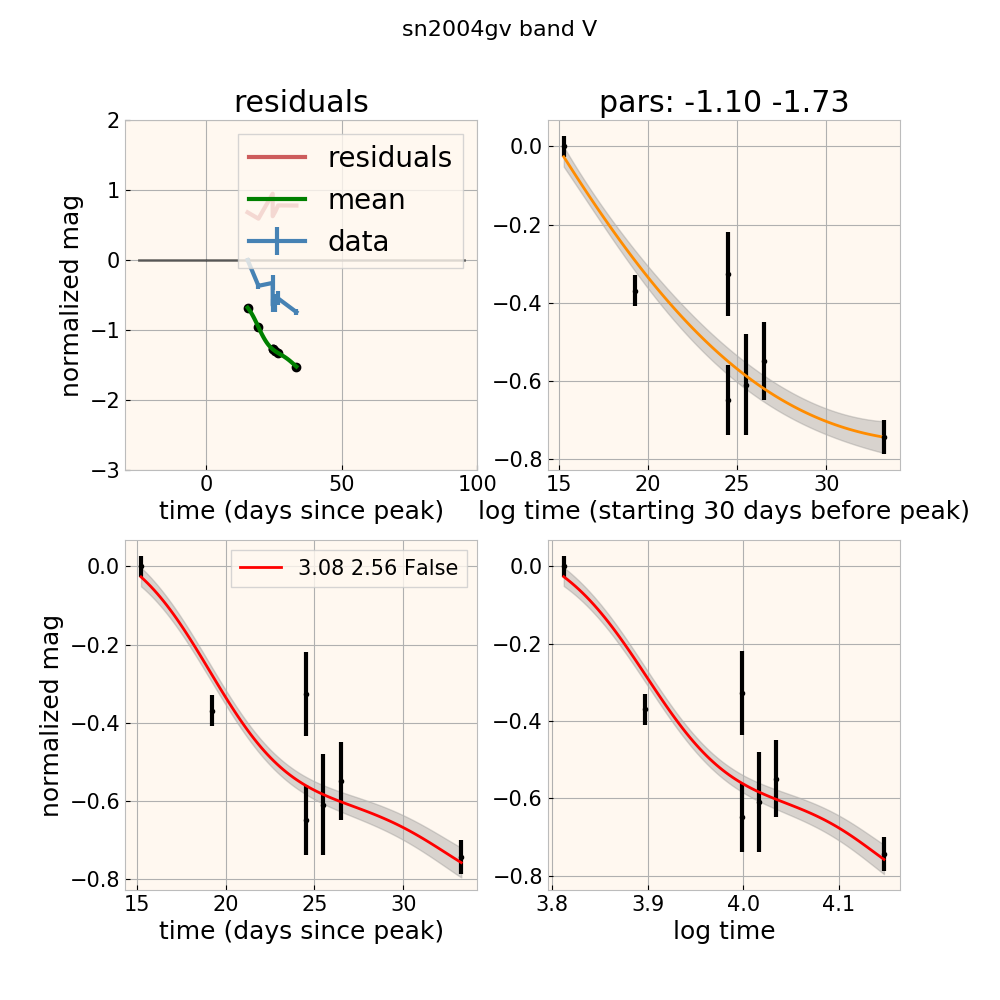 sn2004gv band V
residuals
pars: -1.10 -1.73
normalized mag
2
1
0
−1
−2
−3
residuals
mean
data
0
50
100
time (days since peak)
0.0
−0.2
−0.4
−0.6
−0.8
15
20
25
30
log time (starting 30 days before peak)
normalized mag
0.0
−0.2
−0.4
−0.6
−0.8
3.08 2.56 False
15
20
25
30
time (days since peak)
0.0
−0.2
−0.4
−0.6
−0.8
3.8
3.9
4.0
4.1
log time